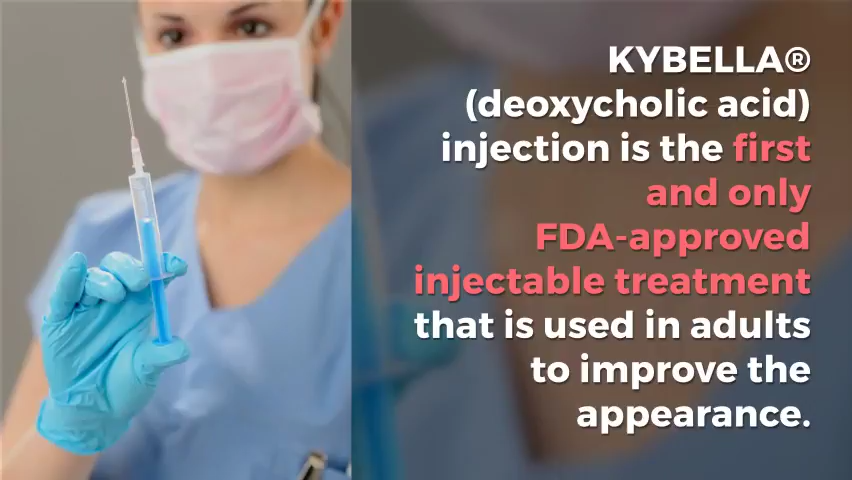 KYBELLA®
(deoxycholic acid)
injection is the first
and only
FDA-approved
injectable treatment
that is used in adults
to improve the
appearance.